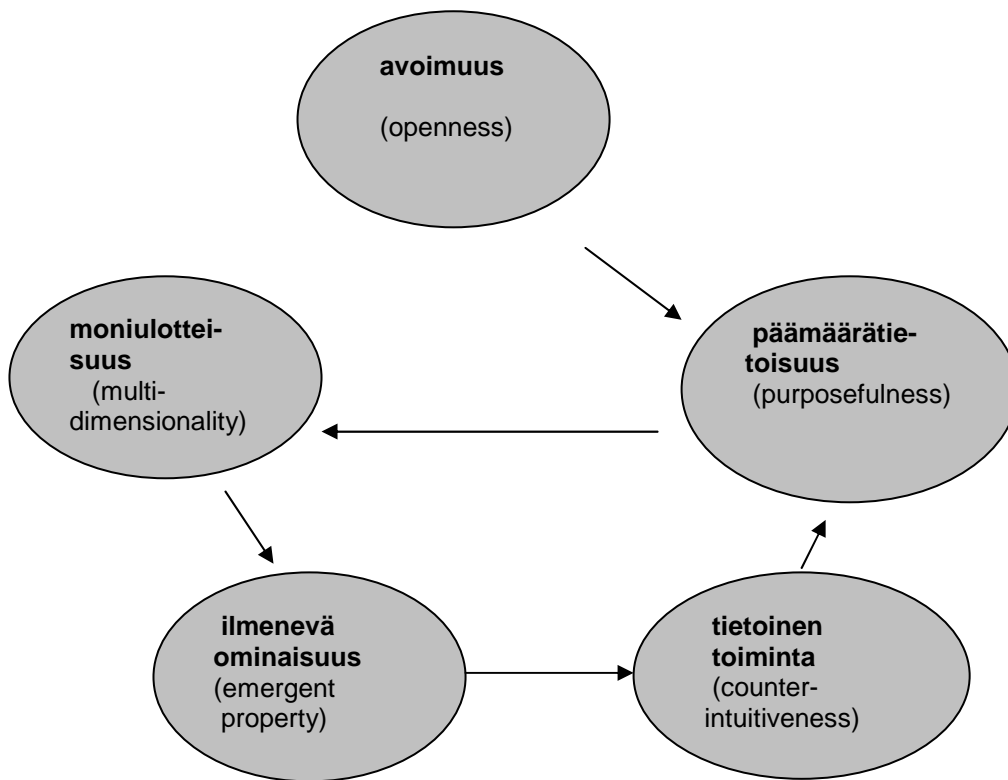 avoimuus
(openness)
moniulottei-
suus
(multi-
dimensionality)
päämäärätie-
toisuus
(purposefulness)
ilmenevä
ominaisuus
(emergent
property)
tietoinen
toiminta
(counter-
intuitiveness)